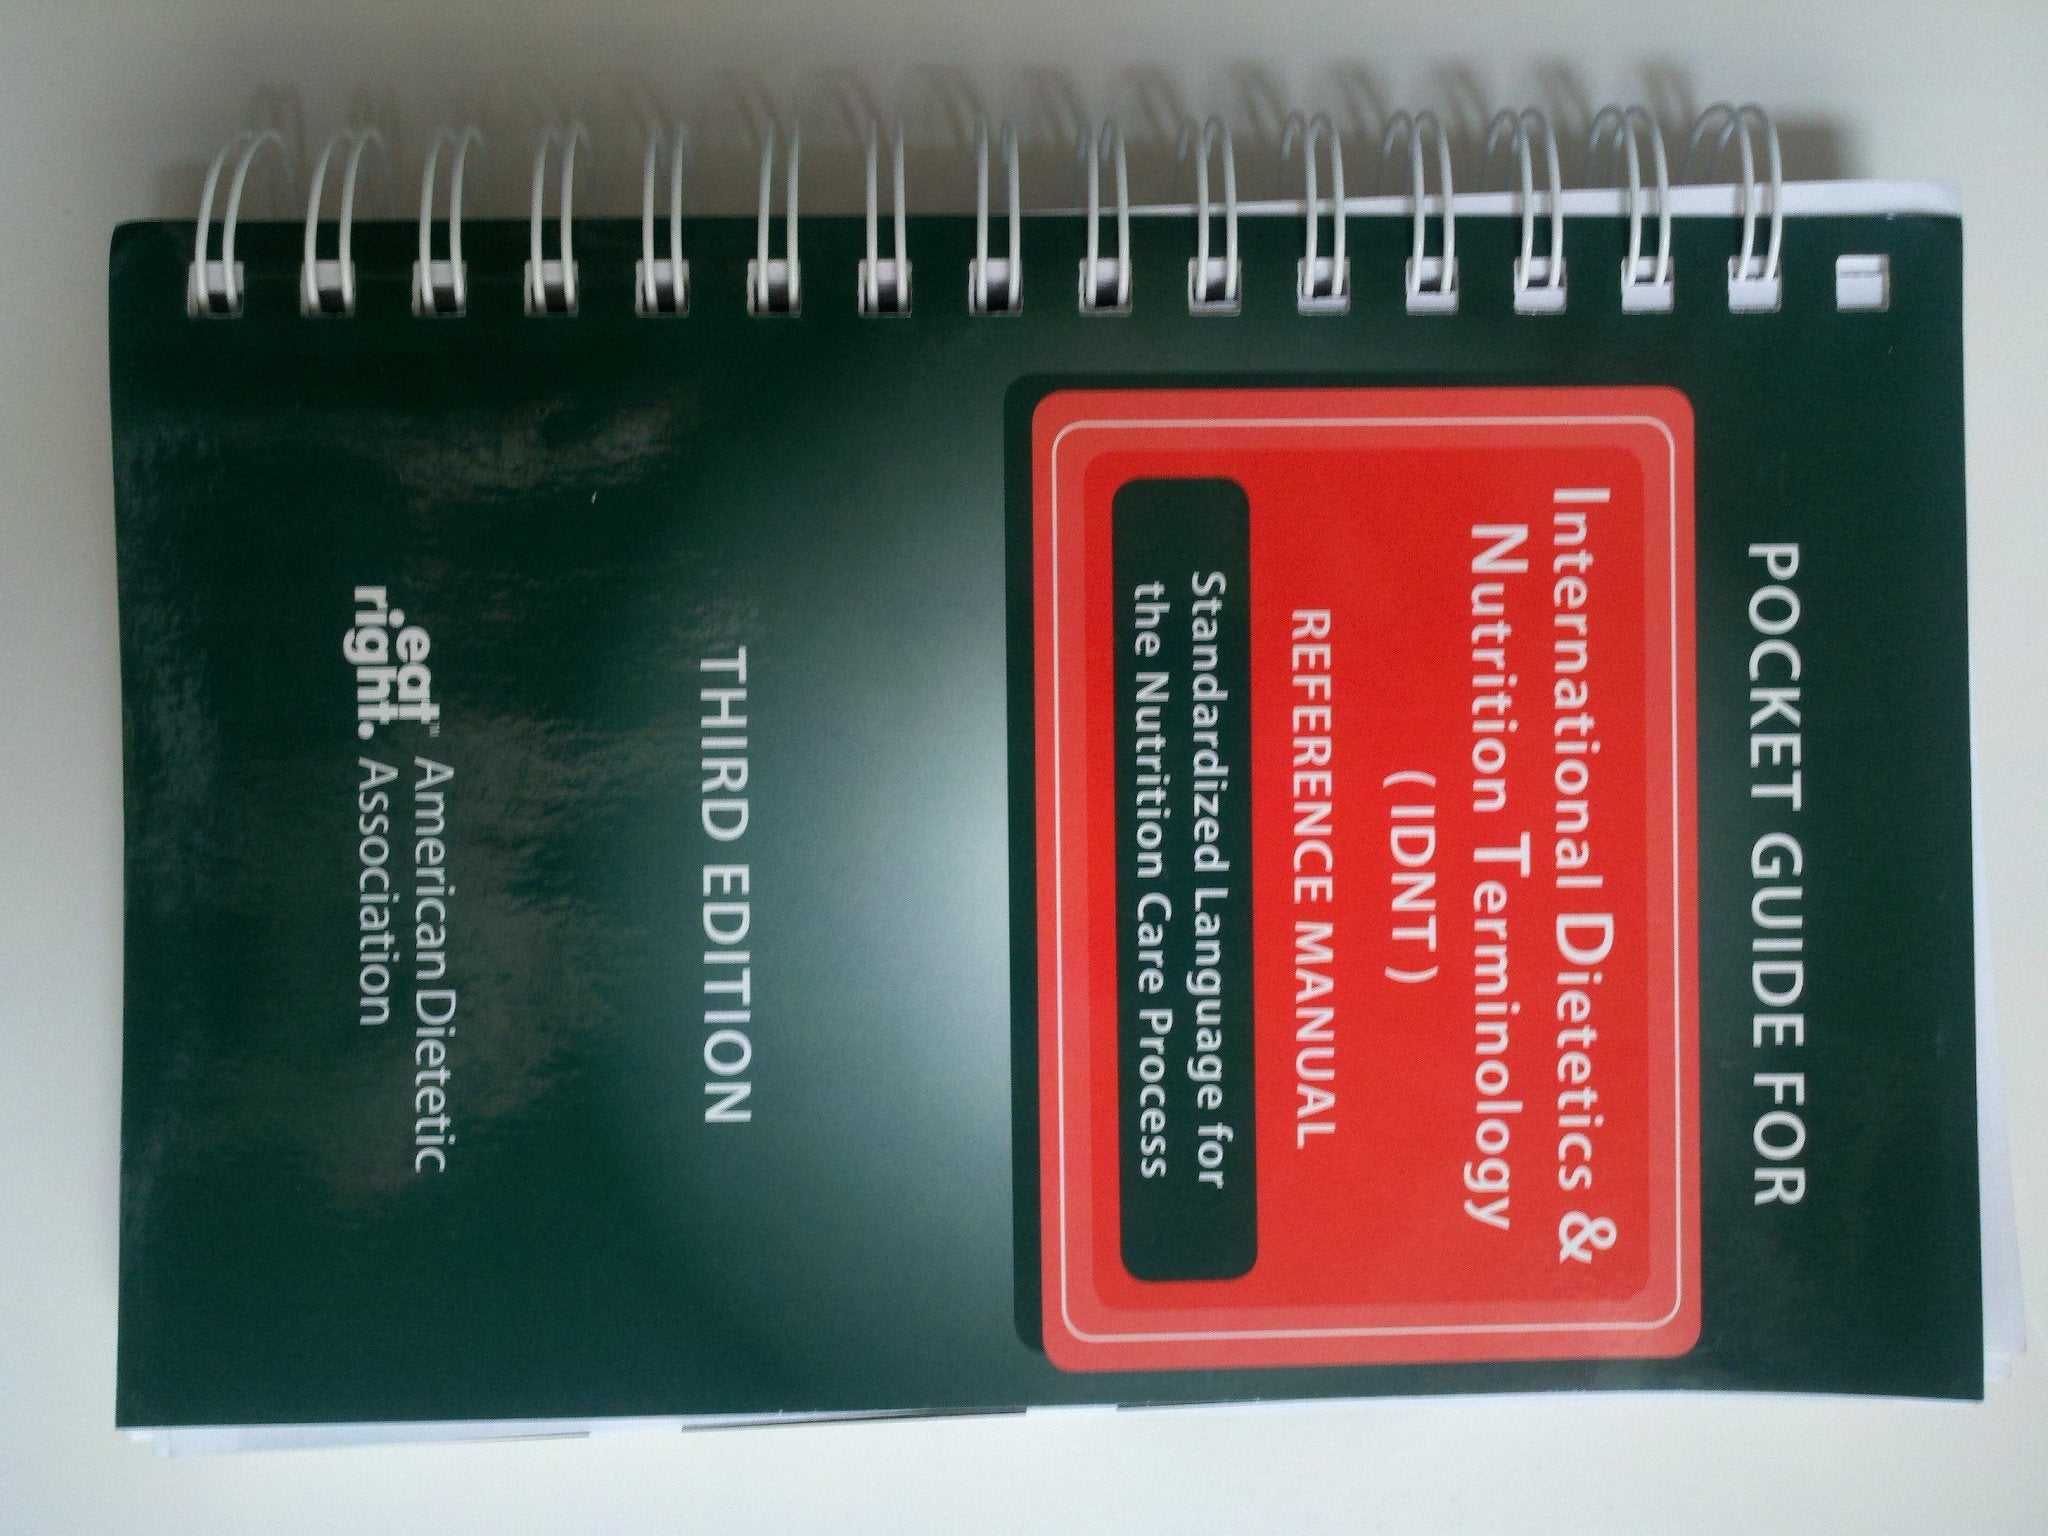 POCKET GUIDE FOR
International Dietetics &
Nutrition Terminology
( IDNT )
REFERENCE MANUAL
Standardized Language for
the Nutrition Care Process
THIRD EDITION
eat™ American Dietetic
right. Association